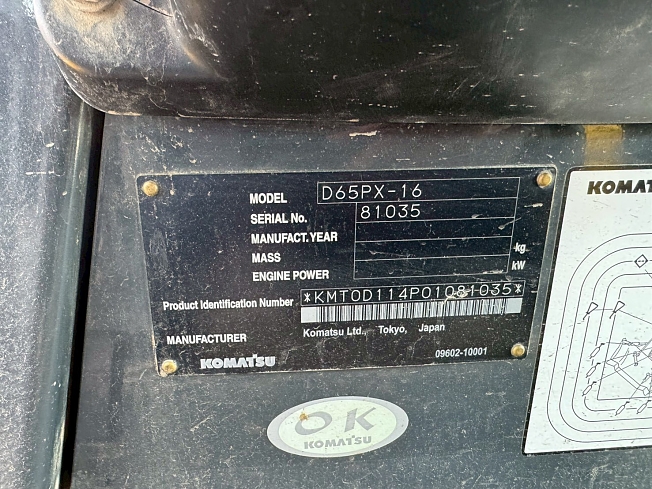 MODEL D65PX-16
SERIAL No. 81035
MANUFACT. YEAR
MASS kg
ENGINE POWER kW
Product Identification Number *KMT0D114P01081035*
MANUFACTURER Komatsu Ltd., Tokyo, Japan
KOMATSU 09602-10001
OK
KOMATSU
KOMAT